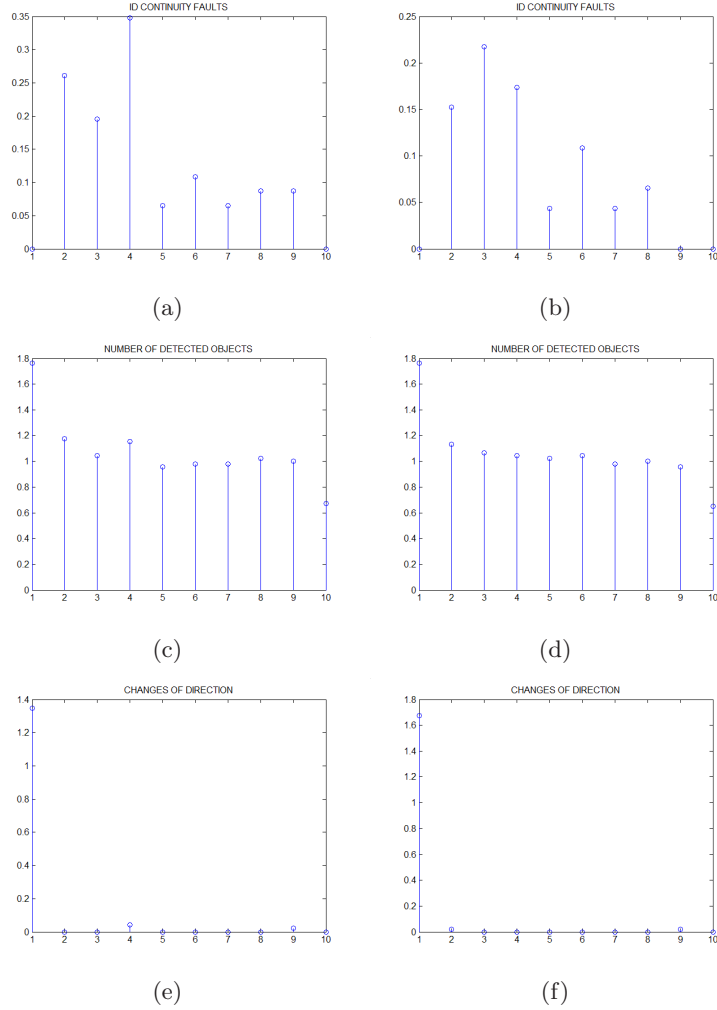 ID CONTINUITY FAULTS
0.35
0.3
0.25
0.2
0.15
0.1
0.05
0
1 2 3 4 5 6 7 8 9 10
(a)
ID CONTINUITY FAULTS
0.25
0.2
0.15
0.1
0.05
0
1 2 3 4 5 6 7 8 9 10
(b)
NUMBER OF DETECTED OBJECTS
1.8
1.6
1.4
1.2
1
0.8
0.6
0.4
0.2
0
1 2 3 4 5 6 7 8 9 10
(c)
NUMBER OF DETECTED OBJECTS
1.8
1.6
1.4
1.2
1
0.8
0.6
0.4
0.2
0
1 2 3 4 5 6 7 8 9 10
(d)
CHANGES OF DIRECTION
1.4
1.2
1
0.8
0.6
0.4
0.2
0
1 2 3 4 5 6 7 8 9 10
(e)
CHANGES OF DIRECTION
1.8
1.6
1.4
1.2
1
0.8
0.6
0.4
0.2
0
1 2 3 4 5 6 7 8 9 10
(f)